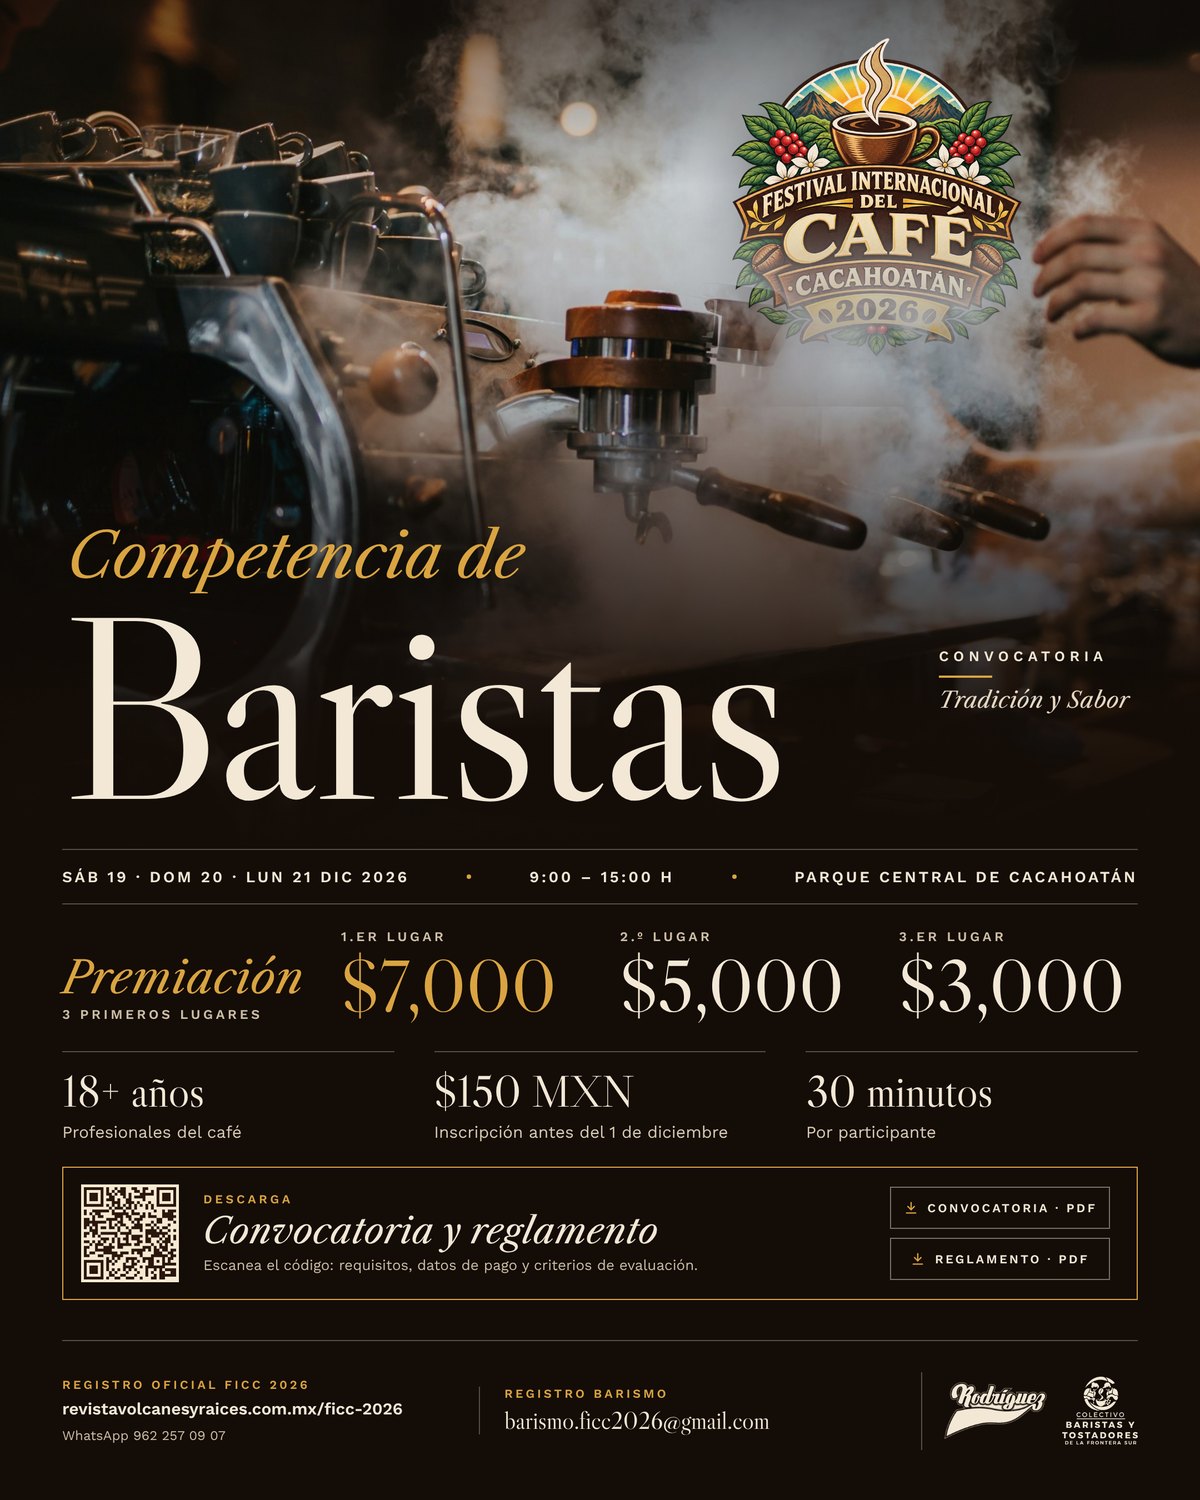 FESTIVAL INTERNACIONAL
DEL
CAFÉ
·CACAHOATÁN·
2026
Competencia de
Baristas
CONVOCATORIA
Tradición y Sabor
SÁB 19 · DOM 20 · LUN 21 DIC 2026 • 9:00 – 15:00 H • PARQUE CENTRAL DE CACAHOATÁN
Premiación
3 PRIMEROS LUGARES
1.ER LUGAR
$7,000
2.º LUGAR
$5,000
3.ER LUGAR
$3,000
18+ años
Profesionales del café
$150 MXN
Inscripción antes del 1 de diciembre
30 minutos
Por participante
DESCARGA
Convocatoria y reglamento
Escanea el código: requisitos, datos de pago y criterios de evaluación.
CONVOCATORIA · PDF
REGLAMENTO · PDF
REGISTRO OFICIAL FICC 2026
revistavolcanesyraices.com.mx/ficc-2026
WhatsApp 962 257 09 07
REGISTRO BARISMO
barismo.ficc2026@gmail.com
Rodríguez
COLECTIVO
BARISTAS Y
TOSTADORES
DE LA FRONTERA SUR